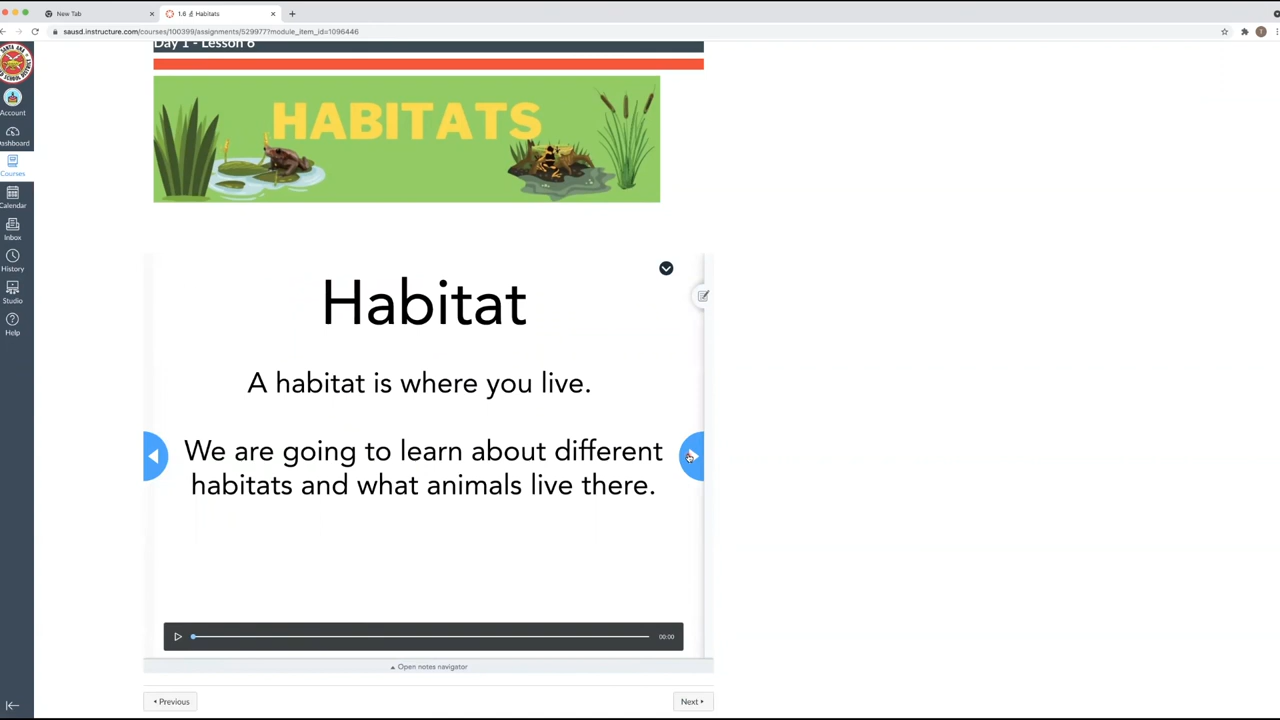 New Tab
1.6 🔬 Habitats
sausd.instructure.com/courses/100399/assignments/529977?module_item_id=1096446
Day 1 - Lesson 6
HABITATS
Account
ashboard
Courses
Calendar
Inbox
History
Studio
Help
Habitat
A habitat is where you live.
We are going to learn about different
habitats and what animals live there.
00:00
Open notes navigator
Previous
Next